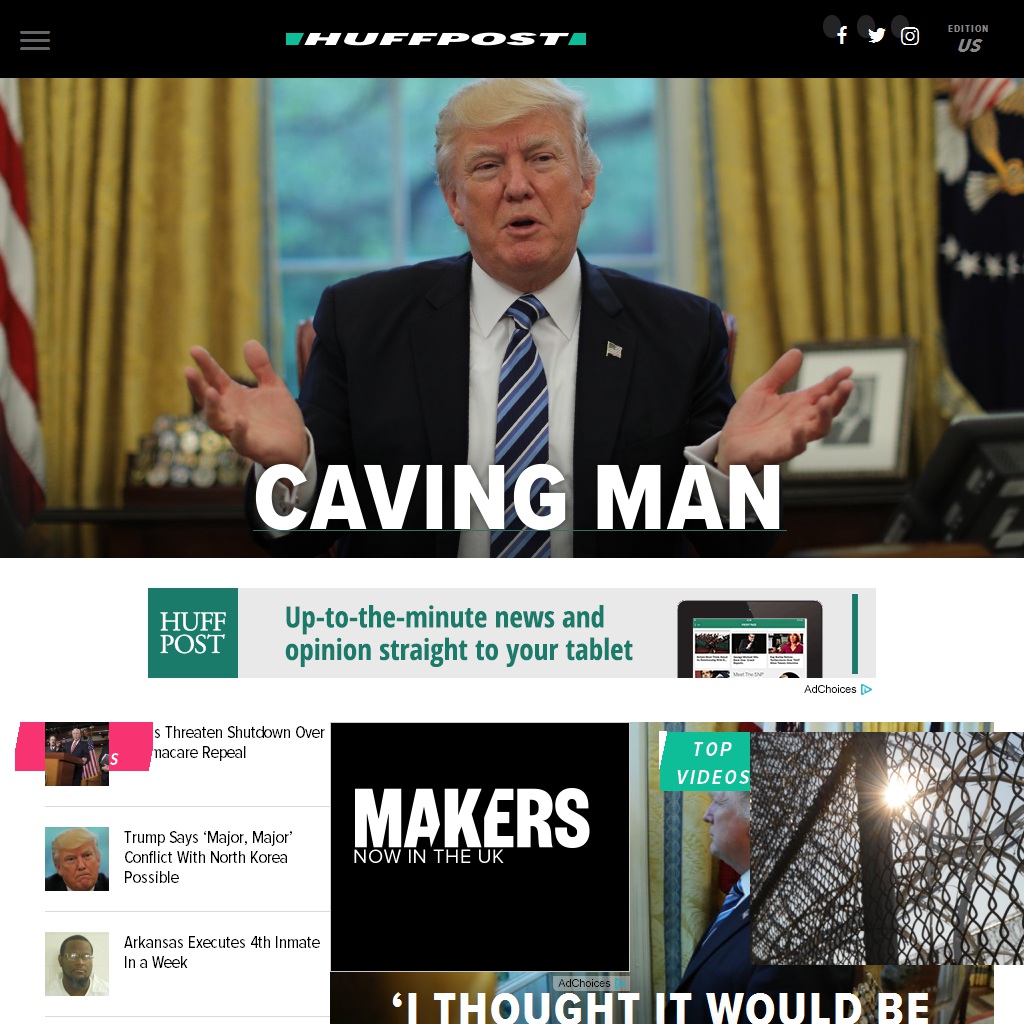 HUFFPOST
EDITION
US
CAVING MAN
HUFF
POST
Up-to-the-minute news and
opinion straight to your tablet
AdChoices
s Threaten Shutdown Over
macare Repeal
S
Trump Says ‘Major, Major’
Conflict With North Korea
Possible
Arkansas Executes 4th Inmate
In a Week
MAKERS
NOW IN THE UK
AdChoices
TOP
VIDEOS
‘I THOUGHT IT WOULD BE